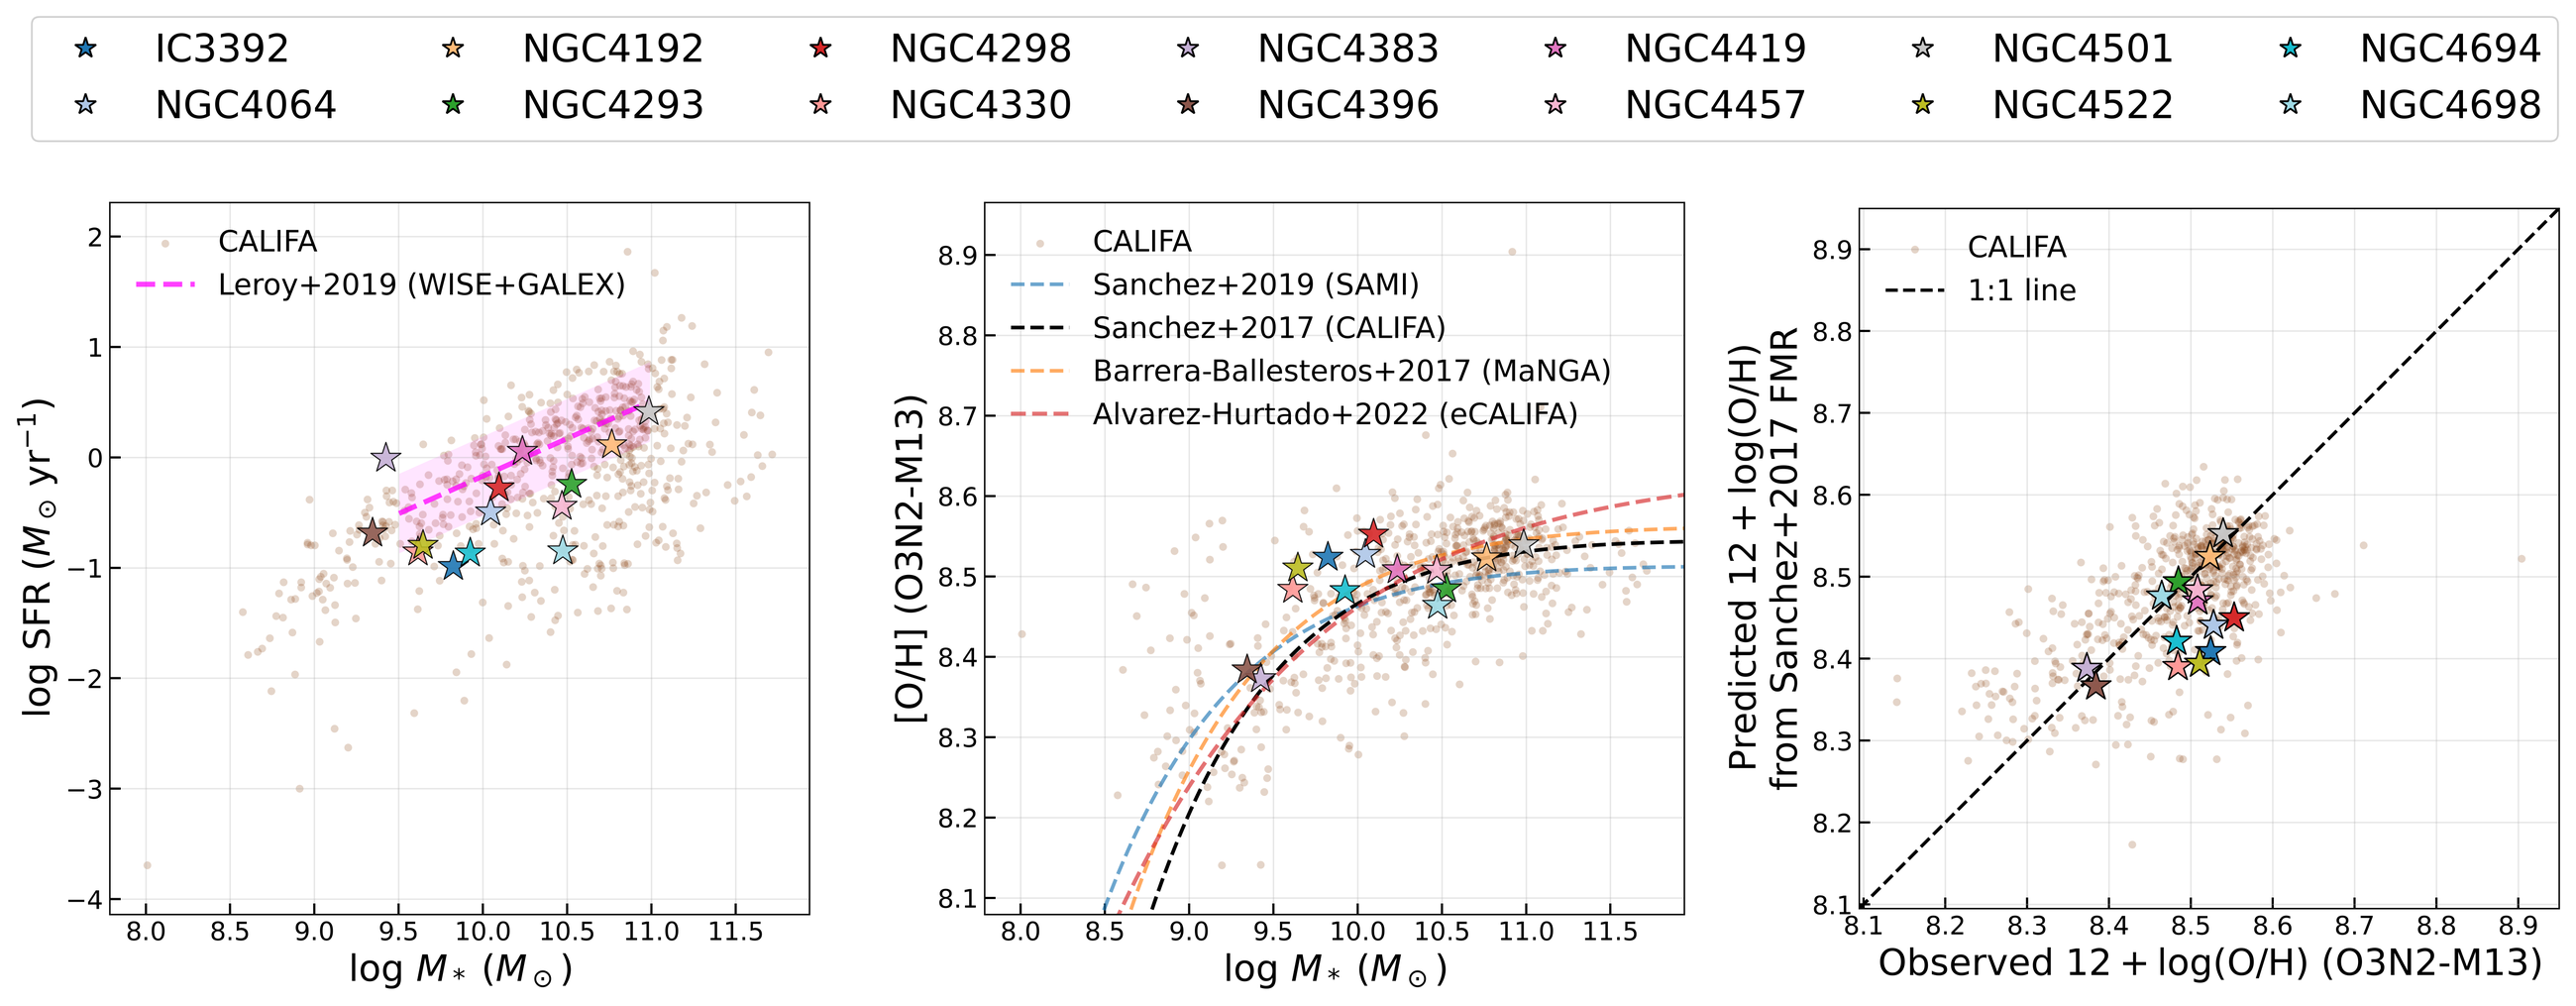 IC3392 NGC4192 NGC4298 NGC4383 NGC4419 NGC4501 NGC4694
NGC4064 NGC4293 NGC4330 NGC4396 NGC4457 NGC4522 NGC4698
log SFR (M⊙ yr⁻¹)
2
1
0
−1
−2
−3
−4
CALIFA
Leroy+2019 (WISE+GALEX)
8.0 8.5 9.0 9.5 10.0 10.5 11.0 11.5
log M* (M⊙)
[O/H] (O3N2-M13)
8.9
8.8
8.7
8.6
8.5
8.4
8.3
8.2
8.1
CALIFA
Sanchez+2019 (SAMI)
Sanchez+2017 (CALIFA)
Barrera-Ballesteros+2017 (MaNGA)
Alvarez-Hurtado+2022 (eCALIFA)
8.0 8.5 9.0 9.5 10.0 10.5 11.0 11.5
log M* (M⊙)
Predicted 12 + log(O/H)
from Sanchez+2017 FMR
8.9
8.8
8.7
8.6
8.5
8.4
8.3
8.2
8.1
CALIFA
1:1 line
8.1 8.2 8.3 8.4 8.5 8.6 8.7 8.8 8.9
Observed 12 + log(O/H) (O3N2-M13)